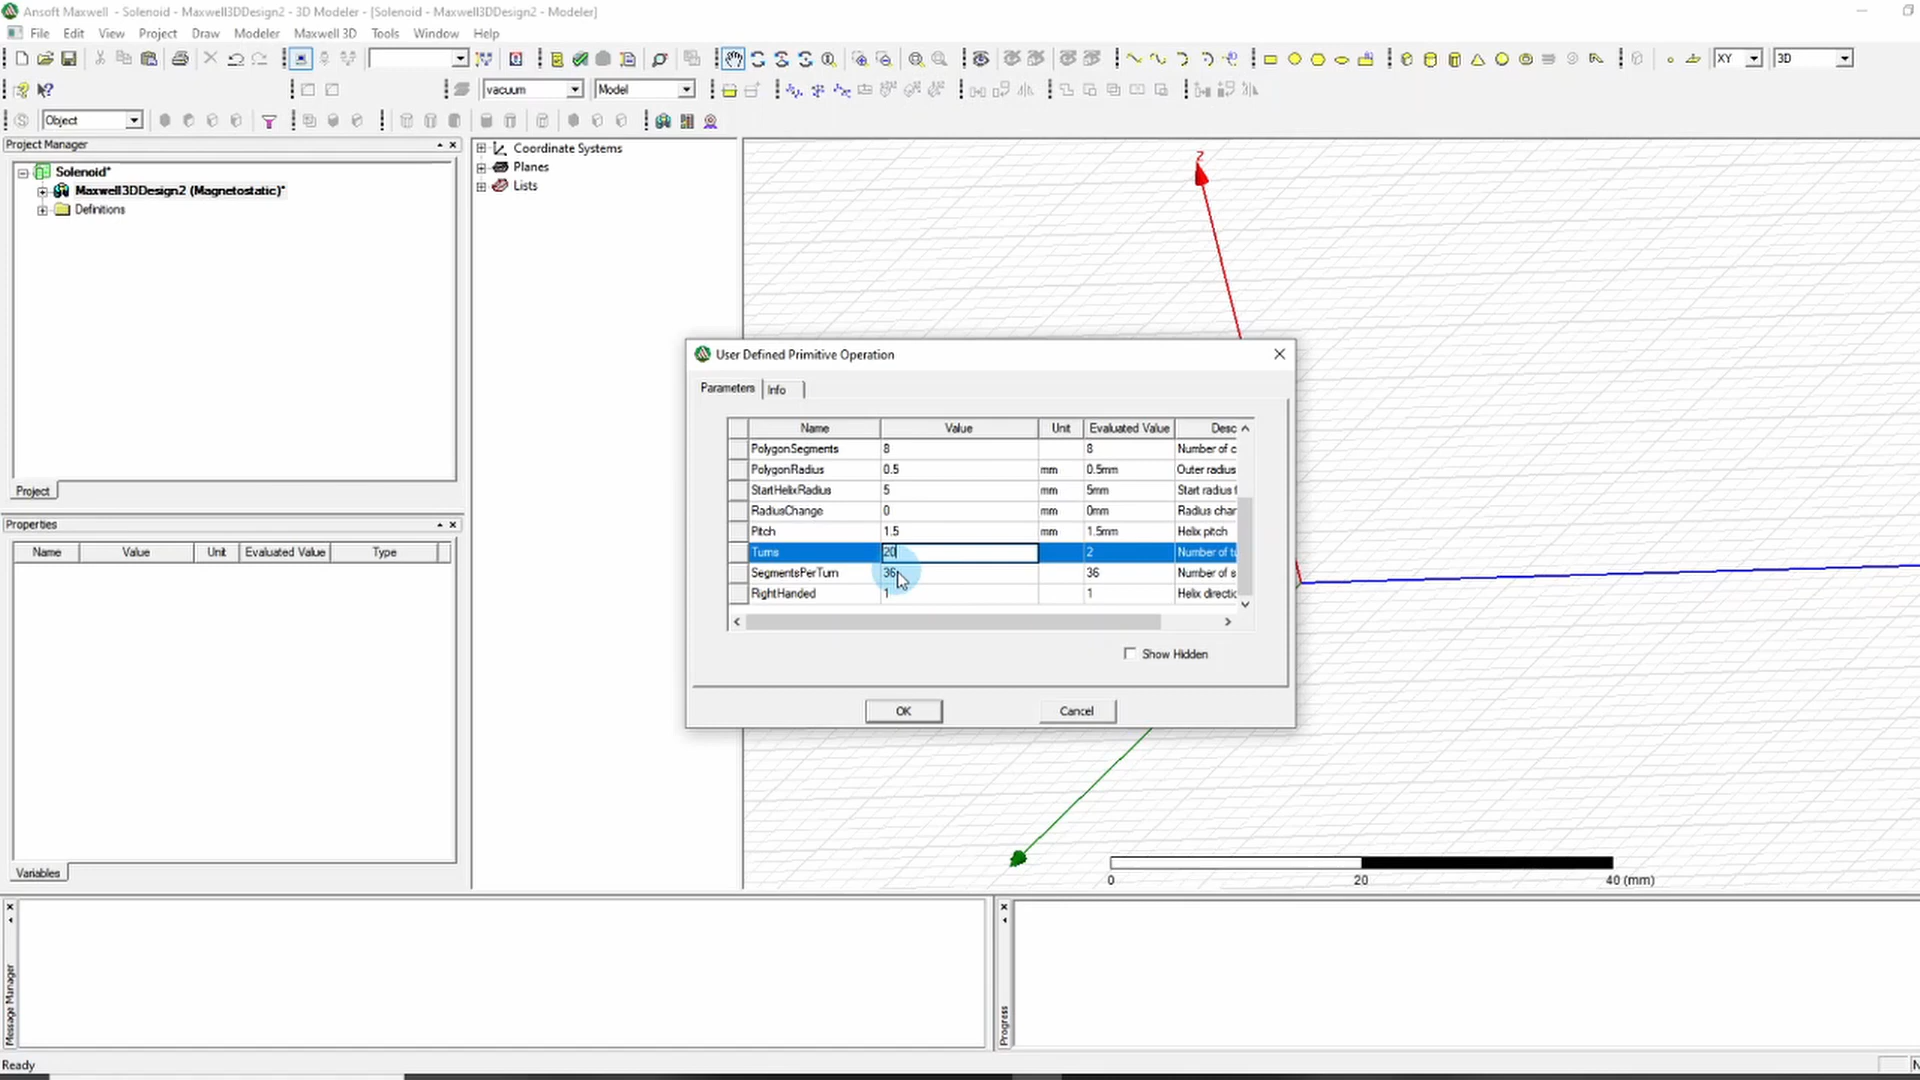 Ansoft Maxwell - Solenoid - Maxwell3DDesign2 - 3D Modeler - [Solenoid - Maxwell3DDesign2 - Modeler]
File Edit View Project Draw Modeler Maxwell 3D Tools Window Help
XY 3D
vacuum Model
Object
Project Manager
Solenoid*
Maxwell3DDesign2 (Magnetostatic)*
Definitions
Project
Coordinate Systems
Planes
Lists
Z
Properties
Name Value Unit Evaluated Value Type
Variables
User Defined Primitive Operation
Parameters Info
Name Value Unit Evaluated Value Desc
PolygonSegments 8 8 Number of c
PolygonRadius 0.5 mm 0.5mm Outer radius
StartHelixRadius 5 mm 5mm Start radius f
RadiusChange 0 mm 0mm Radius char
Pitch 1.5 mm 1.5mm Helix pitch
Turns 20 2 Number of tu
SegmentsPerTurn 36 36 Number of s
RightHanded 1 1 Helix directic
Show Hidden
OK Cancel
0 20 40 (mm)
Message Manager
Progress
Ready